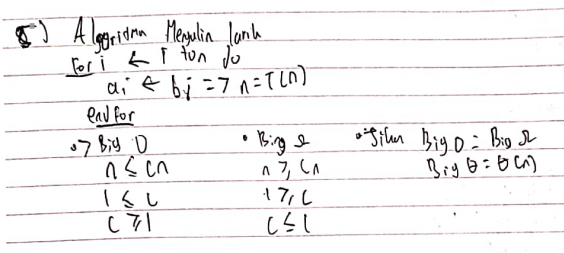 5) Algoritma Menyalin larik
for i ← 1 to n do
ai ← bi => n = T(n)
end for
•> Big O • Bing Ω •> Jika Big O = Big Ω
n ≤ Cn n ≥ Cn Big θ = θ(n)
1 ≤ C 1 ≥ C
C ≥ 1 C ≤ 1